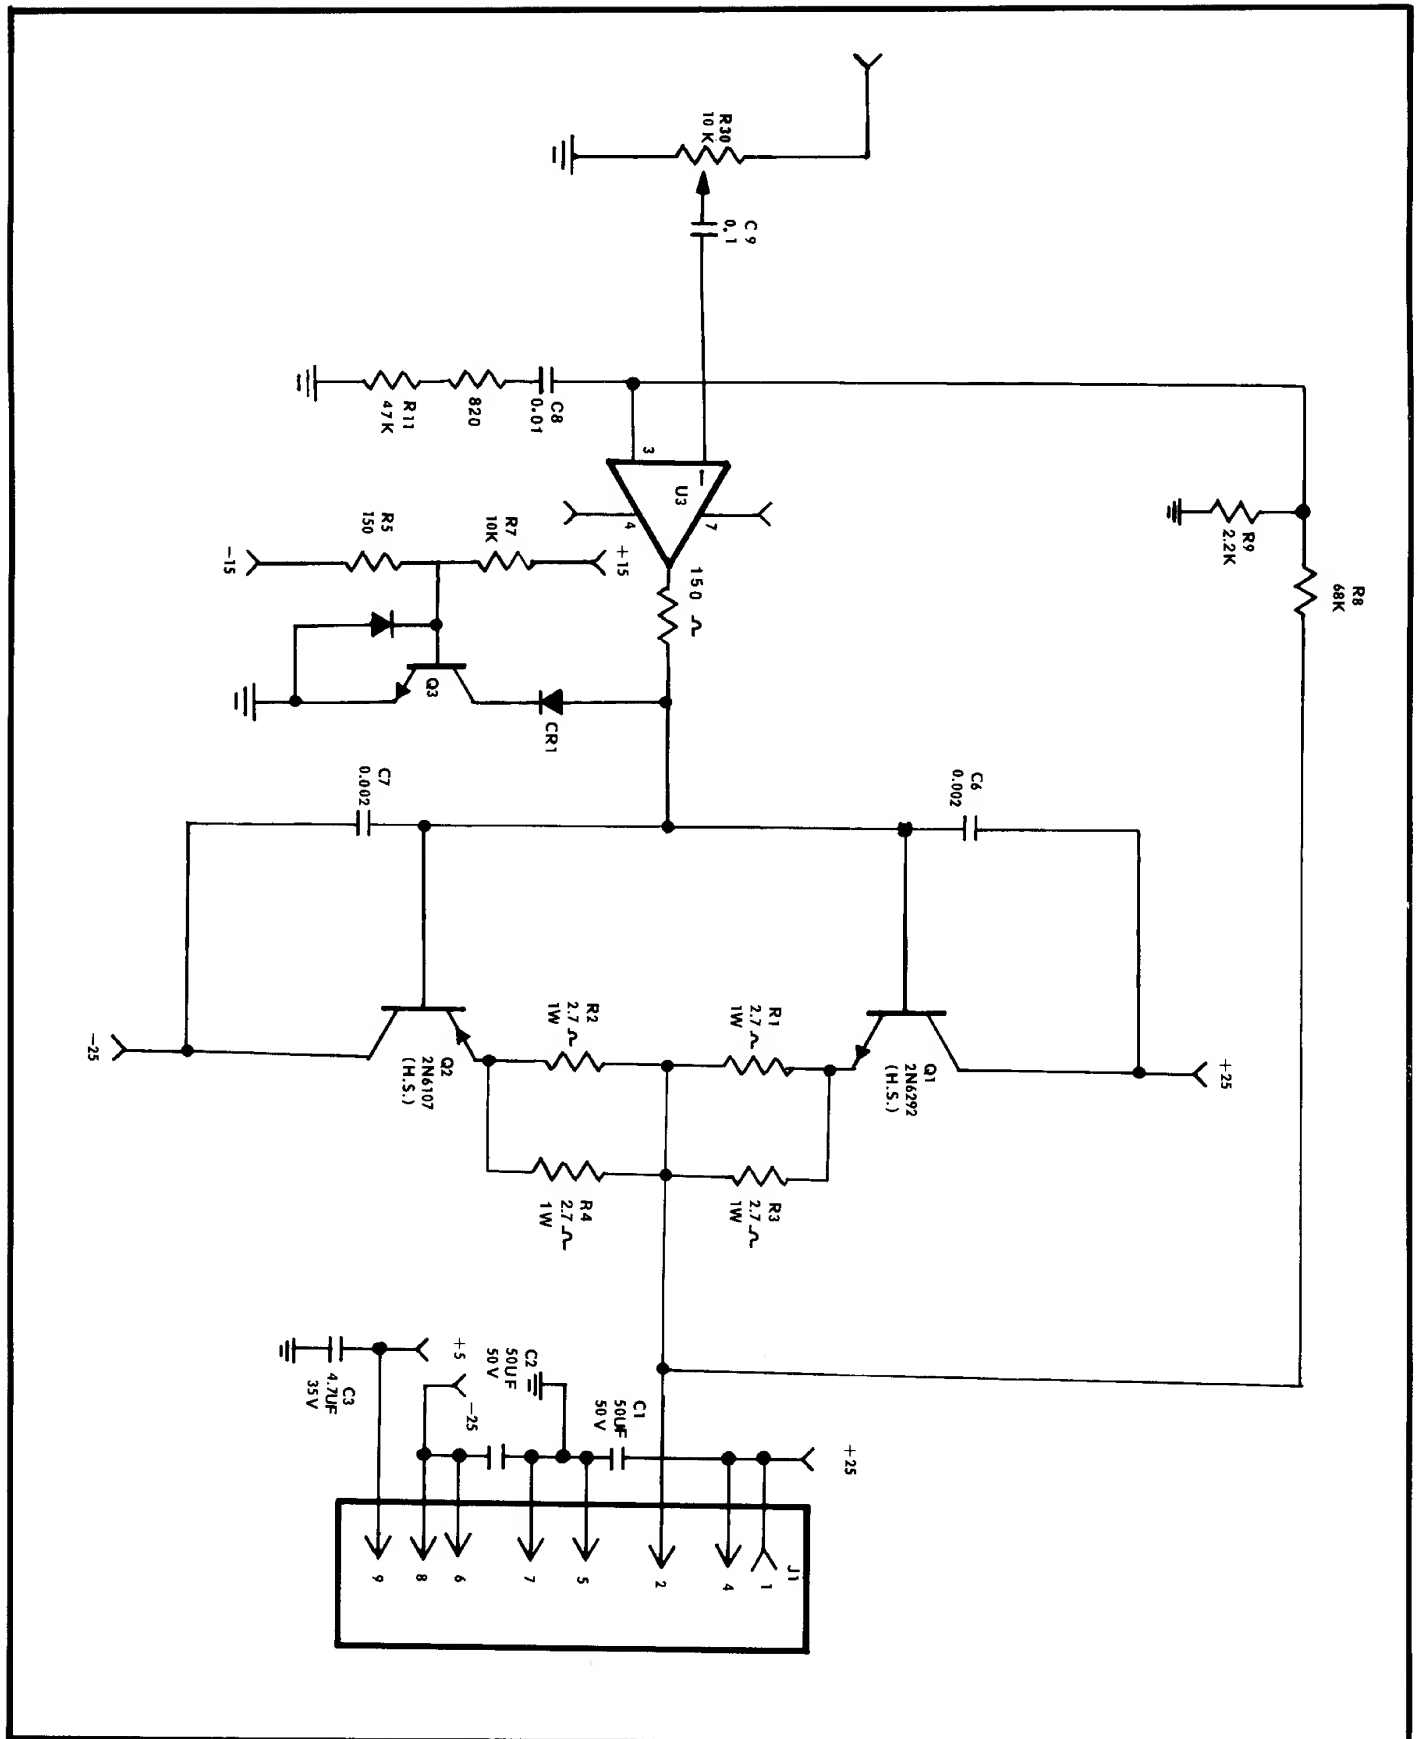 R30
10 K
C 9
0.1
C8
0.01
820
R11
47K
3
−
U3
7
4
R9
2.2K
R8
68K
R5
150
R7
10K
+15
−15
150 Ω
Q3
CR1
C7
0.002
C6
0.002
+25
Q1
2N6292
(H.S.)
R1
2.7 Ω
1W
R2
2.7 Ω
1W
Q2
2N6107
(H.S.)
−25
R3
2.7 Ω
1W
R4
2.7 Ω
1W
+25
C1
50UF
50V
C2
50UF
50V
−25
+5
C3
4.7UF
35V
J1
1
4
2
5
7
6
8
9